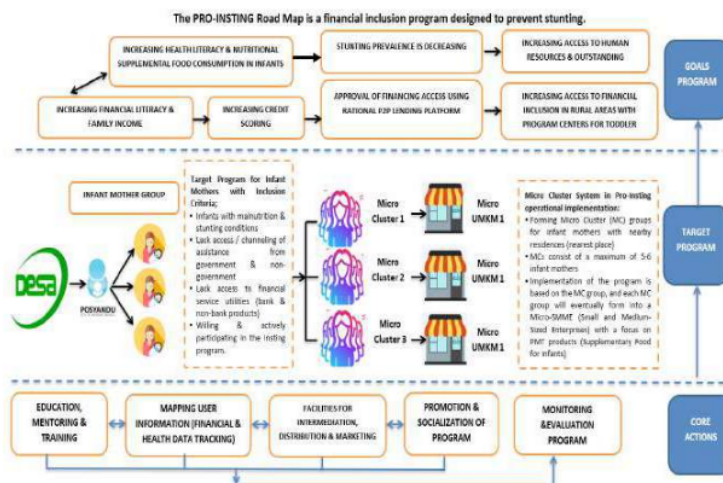 The PRO-INSTING Road Map is a financial inclusion program designed to prevent stunting.
INCREASING HEALTH LITERACY & NUTRITIONAL
SUPPLEMENTAL FOOD CONSUMPTION IN INFANTS
STUNTING PREVALENCE IS DECREASING
INCREASING ACCESS TO HUMAN
RESOURCES & OUTSTANDING
GOALS
PROGRAM
INCREASING FINANCIAL LITERACY &
FAMILY INCOME
INCREASING CREDIT
SCORING
APPROVAL OF FINANCING ACCESS USING
RATIONAL P2P LENDING PLATFORM
INCREASING ACCESS TO FINANCIAL
INCLUSION IN RURAL AREAS WITH
PROGRAM CENTERS FOR TODDLER
INFANT MOTHER GROUP
Desa
POSYANDU
Target Program for Infant
Mothers with Inclusion
Criteria;
• Infants with malnutrition &
stunting conditions
• Lack access / channeling of
assistance from
government & non-
government
• Lack access to financial
service utilities (bank &
non-bank products)
• Willing & actively
participating in the Insting
program.
Micro
Cluster 1
Micro
UMKM 1
Micro
Cluster 2
Micro
UMKM 1
Micro
Cluster 3
Micro
UMKM 1
Micro Cluster System in Pro-Insting
operational implementation:
• Forming Micro Cluster (MC) groups
for infant mothers with nearby
residences (nearest place)
• MCs consist of a maximum of 5-6
infant mothers
• Implementation of the program is
based on the MC group, and each MC
group will eventually form into a
Micro-SMME (Small and Medium-
Sized Enterprises) with a focus on
PMT products (Supplementary Food
for Infants)
TARGET
PROGRAM
EDUCATION,
MENTORING &
TRAINING
MAPPING USER
INFORMATION (FINANCIAL &
HEALTH DATA TRACKING)
FACILITIES FOR
INTERMEDIATION,
DISTRIBUTION & MARKETING
PROMOTION &
SOCIALIZATION OF
PROGRAM
MONITORING
&EVALUATION
PROGRAM
CORE
ACTIONS